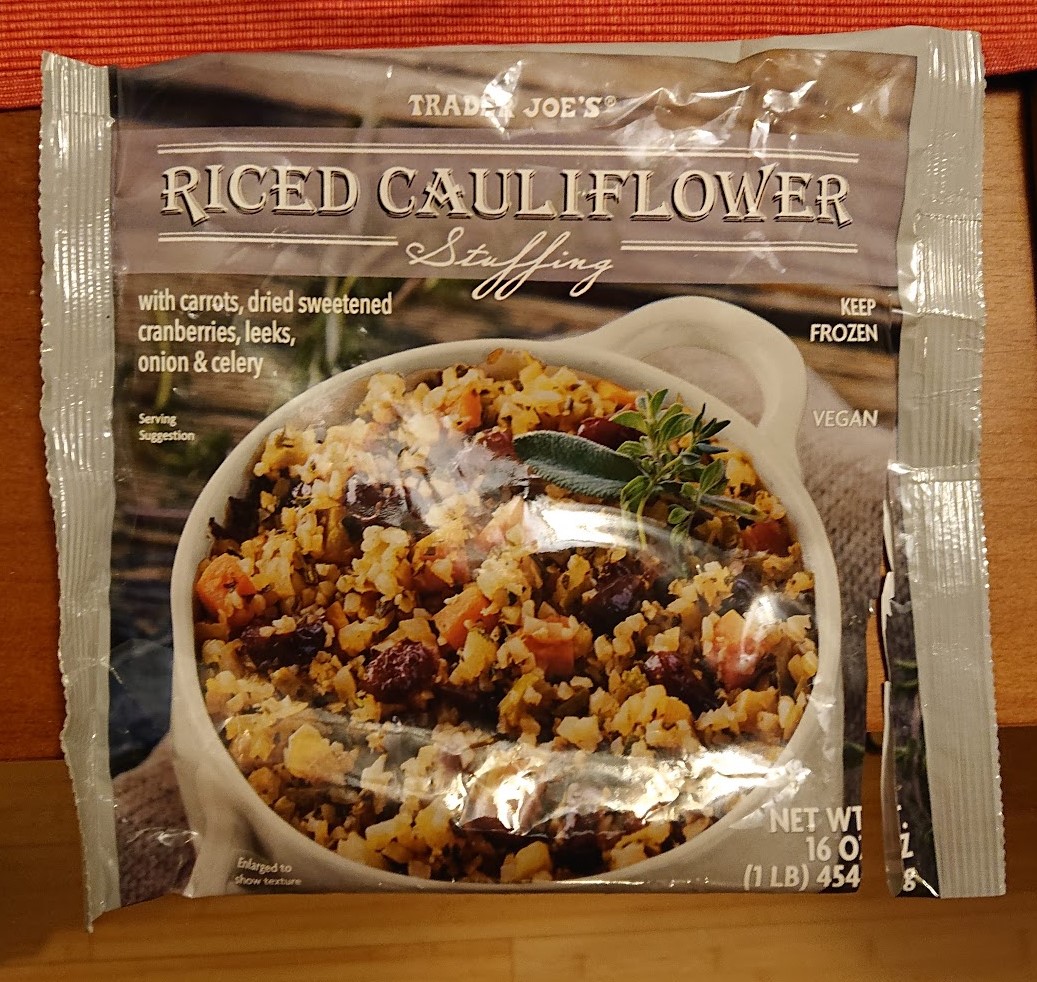 TRADER JOE'S®
RICED CAULIFLOWER
Stuffing
with carrots, dried sweetened
cranberries, leeks,
onion & celery
KEEP
FROZEN
Serving
Suggestion
VEGAN
NET WT.
16 OZ
(1 LB) 454 g
Enlarged to
show texture